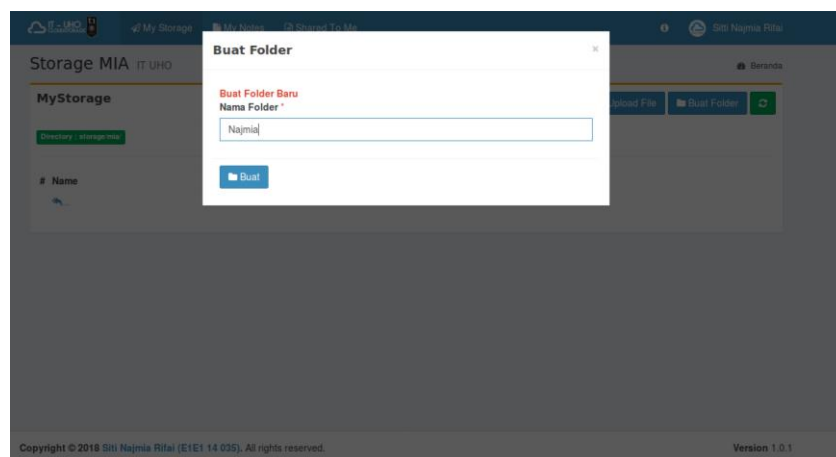 IT - UHO
My Storage
My Notes
Shared To Me
Siti Najmia Rifai
Buat Folder
×
Storage MIA IT UHO
Beranda
MyStorage
Buat Folder Baru
Nama Folder *
Najmia
Upload File
Buat Folder
Directory : storage/mia/
# Name
Buat
Copyright © 2018 Siti Najmia Rifai (E1E1 14 035). All rights reserved.
Version 1.0.1